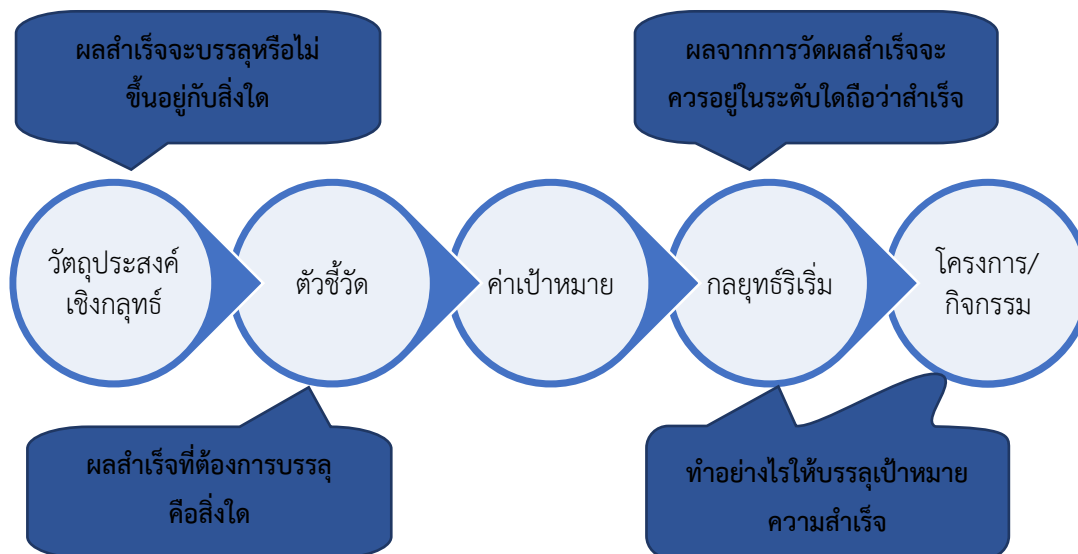 ผลสำเร็จจะบรรลุหรือไม่
ขึ้นอยู่กับสิ่งใด
ผลจากการวัดผลสำเร็จจะ
ควรอยู่ในระดับใดถือว่าสำเร็จ
วัตถุประสงค์
เชิงกลุทธ์
ตัวชี้วัด
ค่าเป้าหมาย
กลยุทธ์ริเริ่ม
โครงการ/
กิจกรรม
ผลสำเร็จที่ต้องการบรรลุ
คือสิ่งใด
ทำอย่างไรให้บรรลุเป้าหมาย
ความสำเร็จ